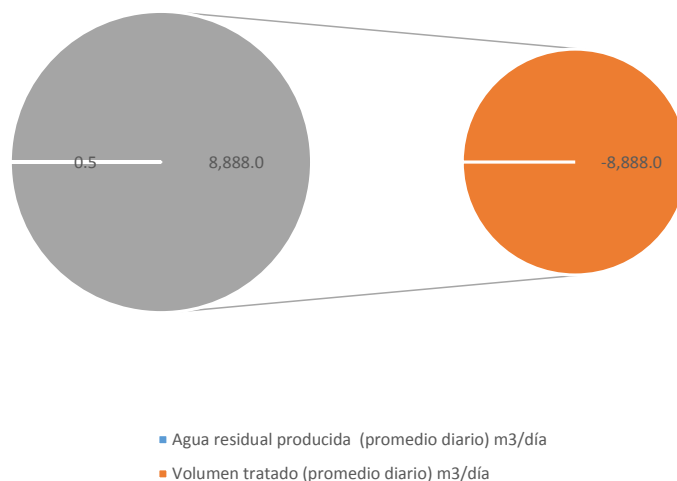 0.5
8,888.0
-8,888.0
Agua residual producida (promedio diario) m3/día
Volumen tratado (promedio diario) m3/día